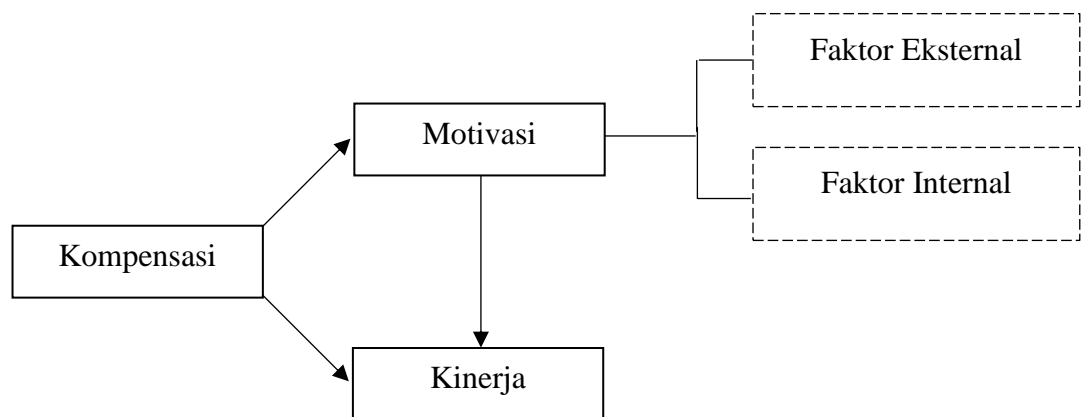 Faktor Eksternal
Motivasi
Faktor Internal
Kompensasi
Kinerja